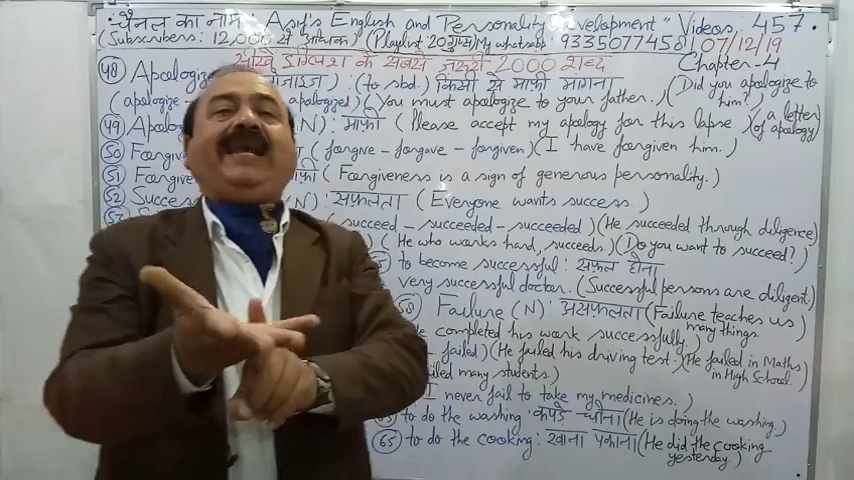 चैनल का नाम "Asif's English and Personality Development" Videos: 457.
(Subscribers: 12,000 से अधिक) (Playlist 20 ग्रुप्स) My whatsapp: 9335077458) 07/12/19
सीखें इंग्लिश के सबसे ज़रूरी 2000 शब्द Chapter-4
48 Apologize (to sbd.) किसी से माफ़ी मांगना (Did you apologize to him?)
(apologize apologized) (You must apologize to your father.)
49 (N): माफ़ी (Please accept my apology for this lapse) (a letter of apology)
50 (forgive - forgave - forgiven) (I have forgiven him.)
51 (Forgiveness is a sign of generous personality.)
52 Success (N): सफलता (Everyone wants success.)
53 (succeed - succeeded - succeeded) (He succeeded through diligence)
(He who works hard, succeeds.) (Do you want to succeed?)
to become successful: सफल होना
very successful doctor. (Successful persons are diligent.)
58 Failure (N): असफलता (Failure teaches us many things.)
completed his work successfully.)
failed) (He failed his driving test.) (He failed in Maths in High School.)
many students.)
I never fail to take my medicines.)
to do the washing: कपड़े धोना (He is doing the washing.)
65 to do the cooking: खाना पकाना (He did the cooking yesterday.)